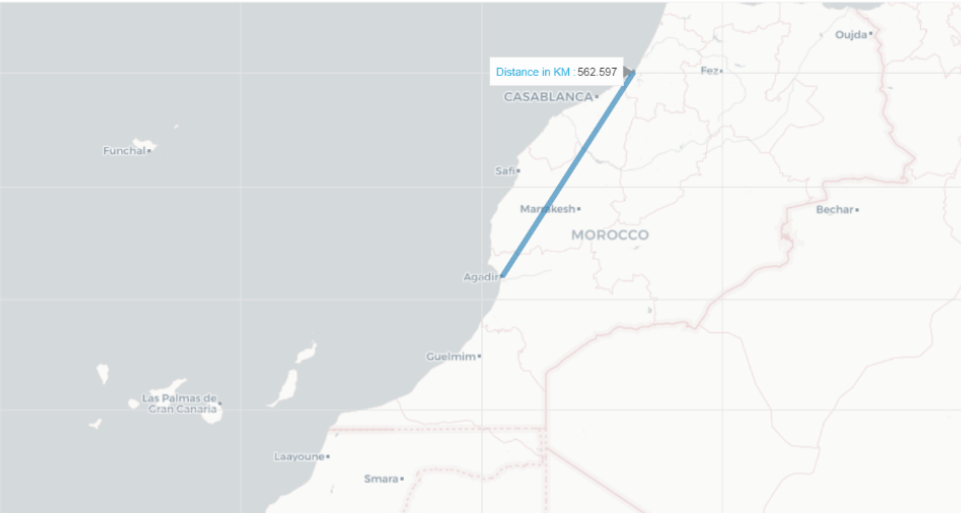 Oujda
Distance in KM : 562.597
Fez
CASABLANCA
Funchal
Safi
Marrakesh
Bechar
MOROCCO
Agadir
Guelmim
Las Palmas de
Gran Canaria
Laayoune
Smara